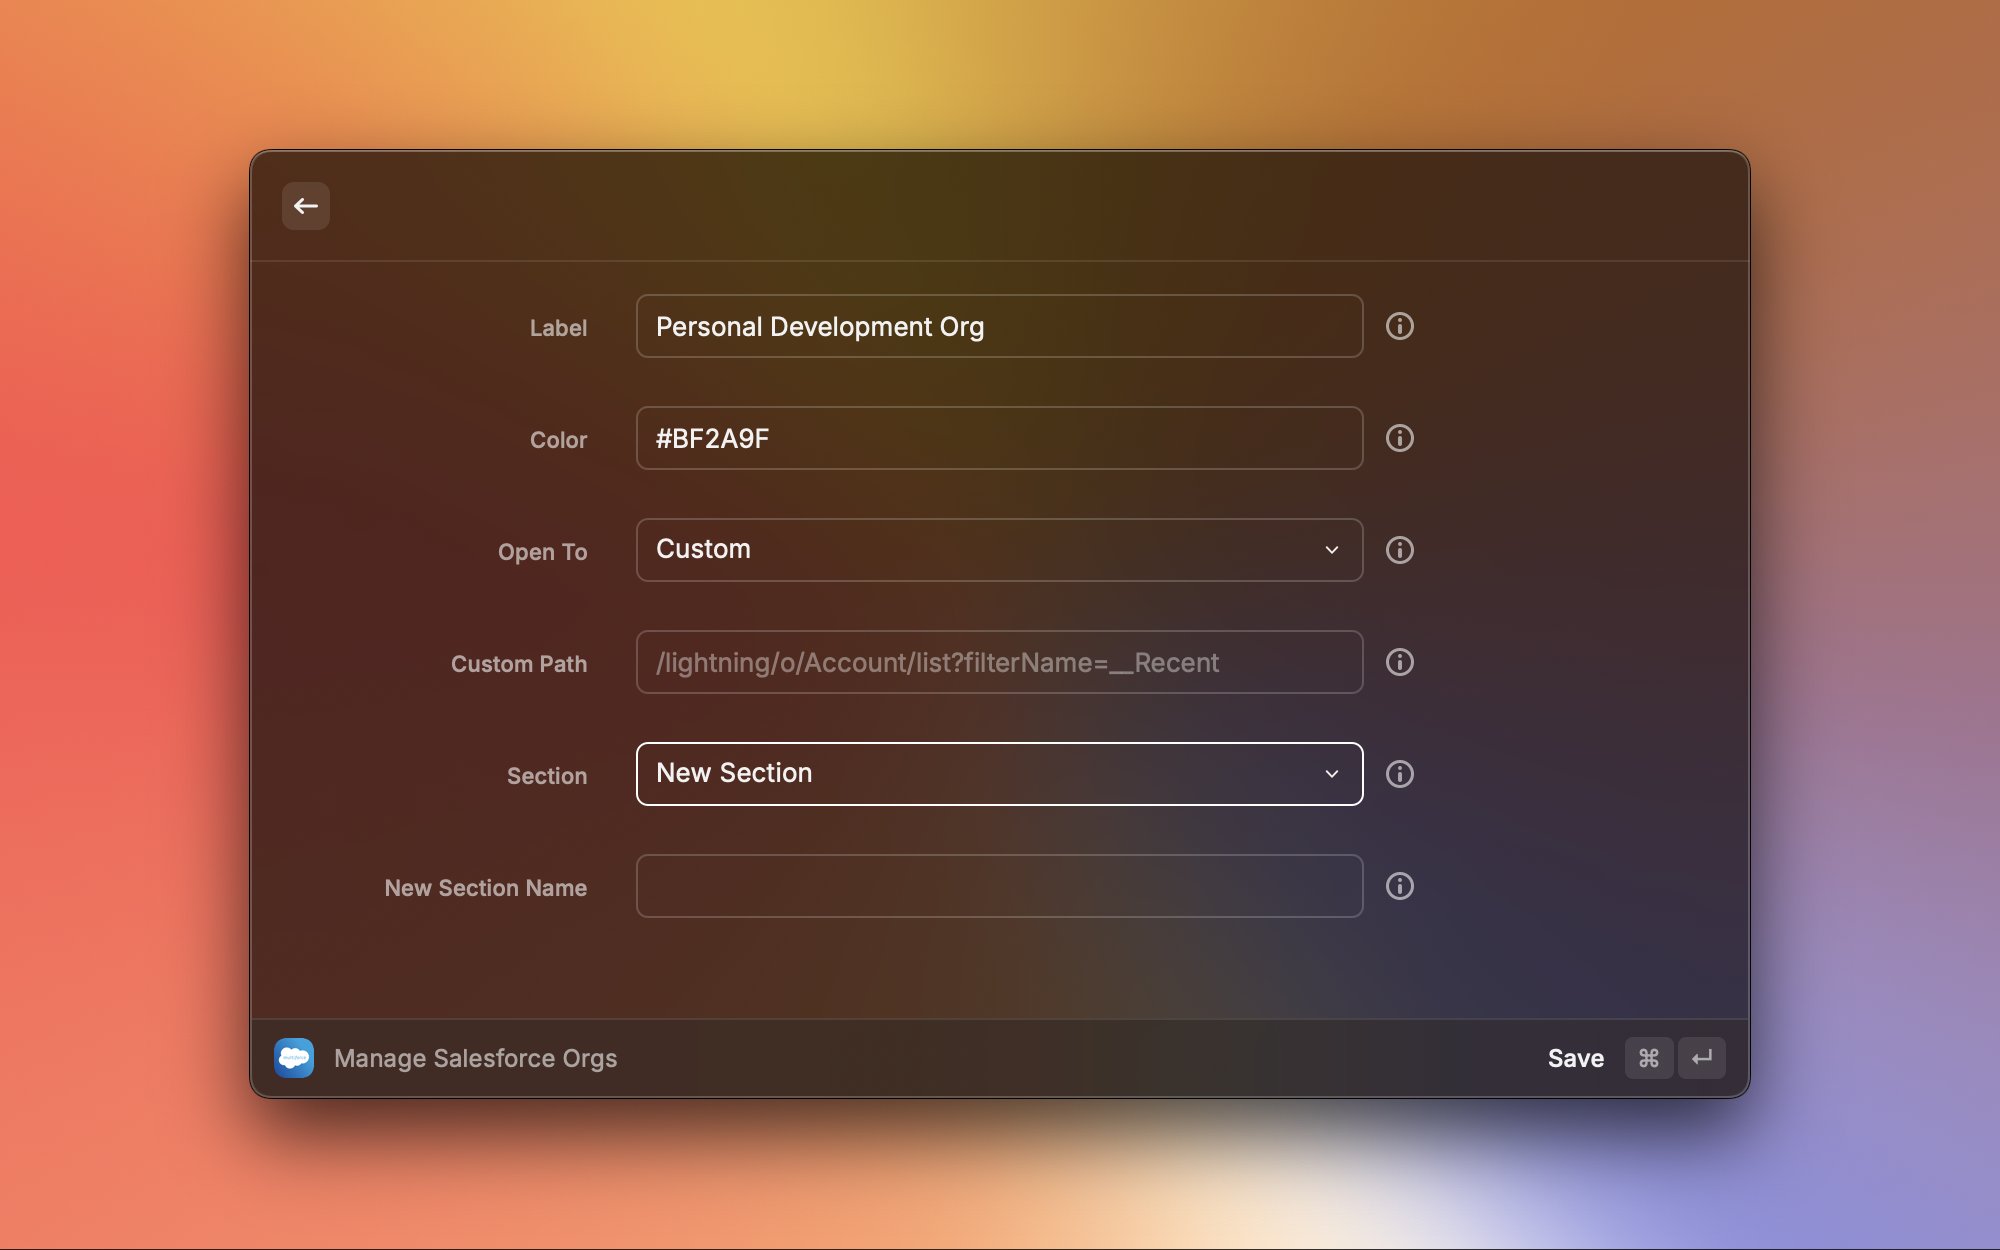 Label
Personal Development Org
Color
#BF2A9F
Open To
Custom
Custom Path
/lightning/o/Account/list?filterName=__Recent
Section
New Section
New Section Name
Manage Salesforce Orgs
Save ⌘ ↵